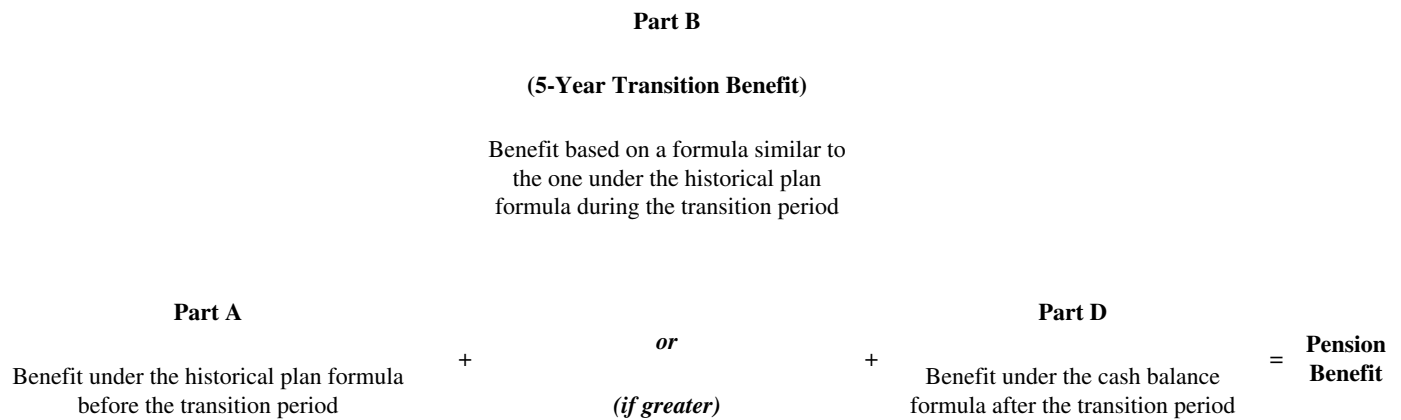 Part B
(5-Year Transition Benefit)
Benefit based on a formula similar to
the one under the historical plan
formula during the transition period
Part A
Benefit under the historical plan formula
before the transition period
+
or
(if greater)
+
Part D
Benefit under the cash balance
formula after the transition period
=
Pension
Benefit